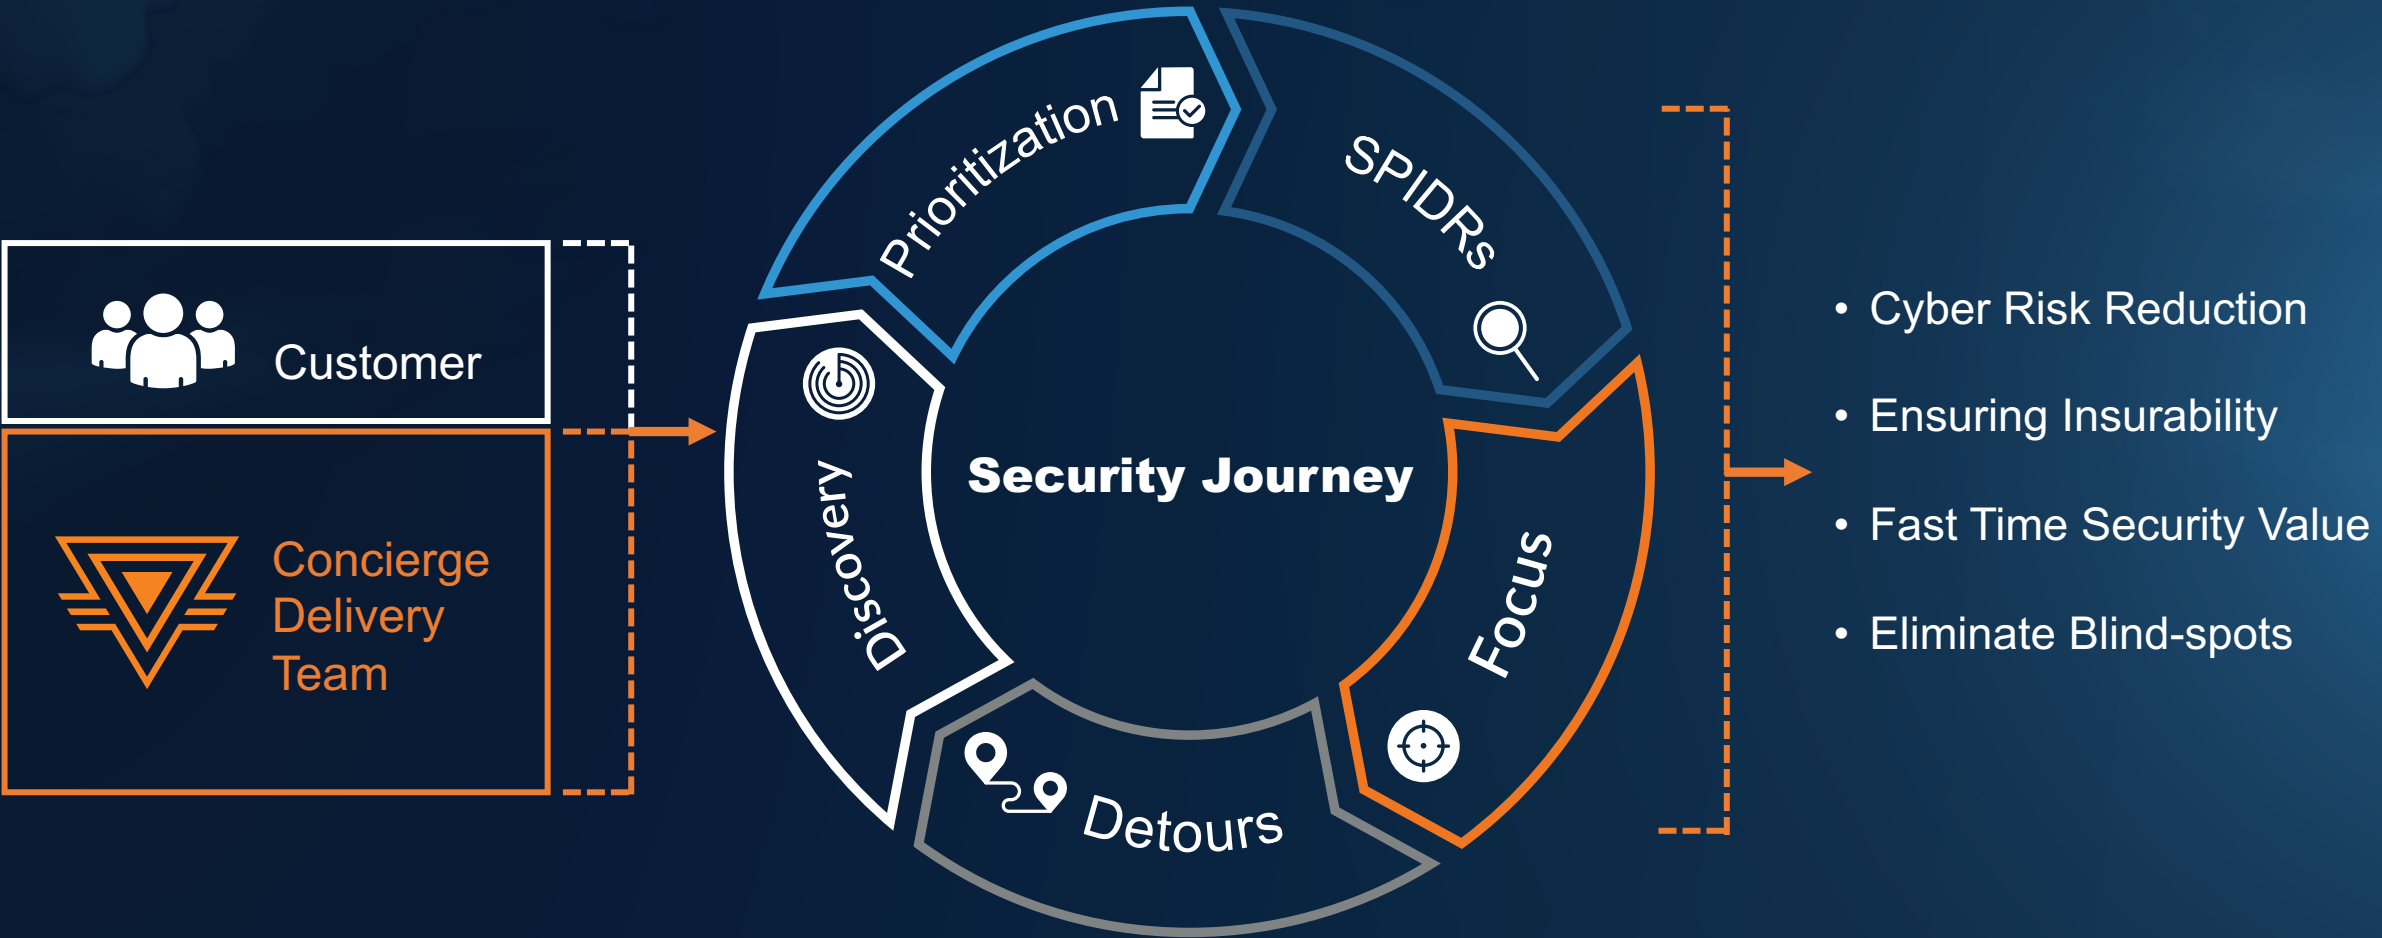 Customer
Concierge
Delivery
Team
Prioritization
SPIDRs
Discovery
Security Journey
Focus
Detours
• Cyber Risk Reduction
• Ensuring Insurability
• Fast Time Security Value
• Eliminate Blind-spots